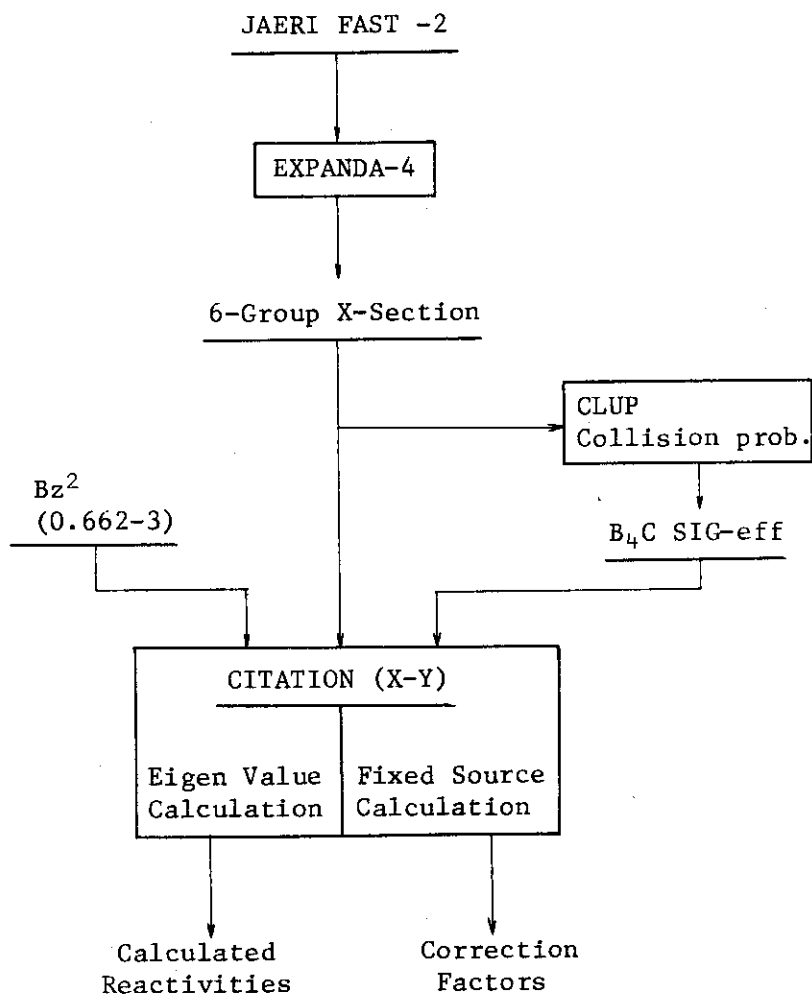 JAERI FAST -2
EXPANDA-4
6-Group X-Section
CLUP
Collision prob.
Bz²
(0.662-3)
B₄C SIG-eff
CITATION (X-Y)
Eigen Value
Calculation
Fixed Source
Calculation
Calculated
Reactivities
Correction
Factors